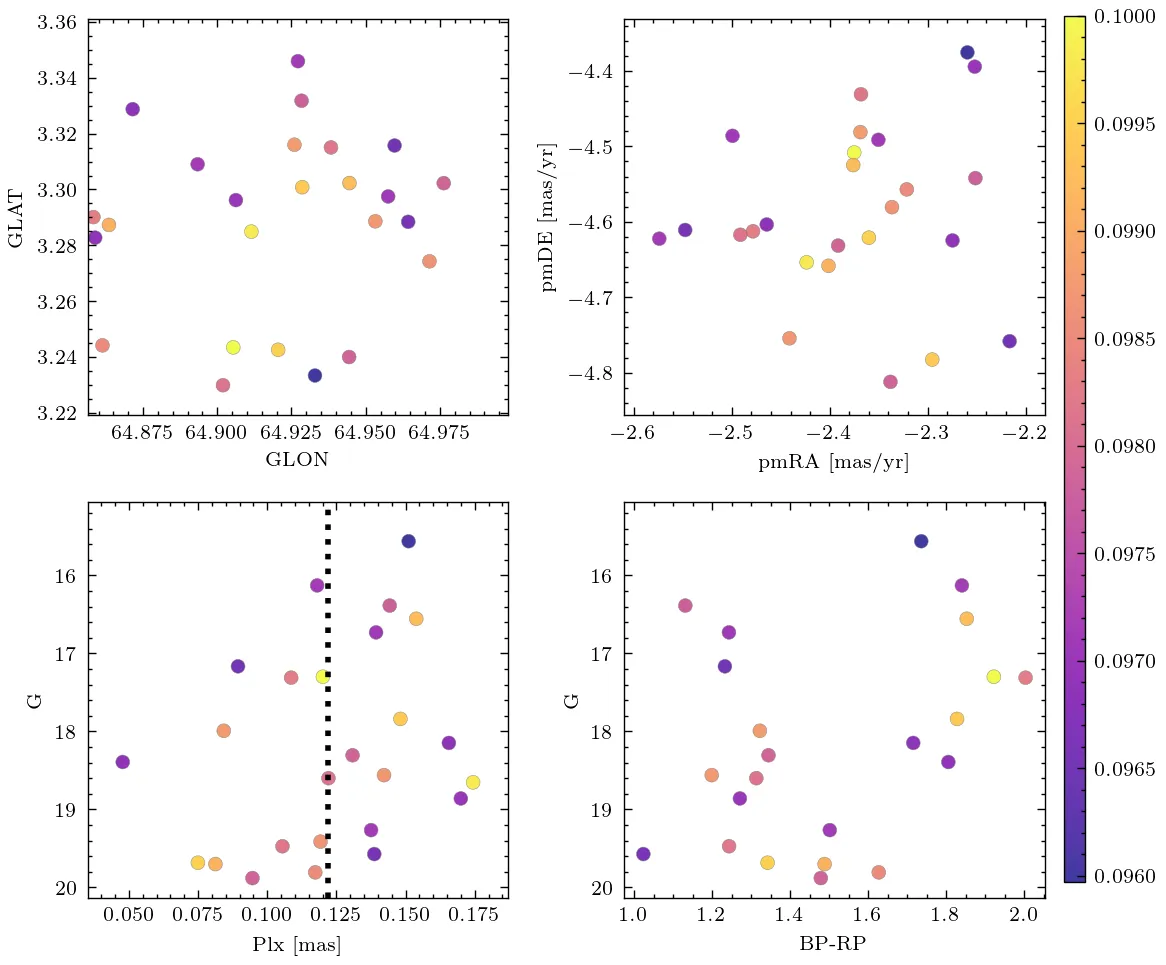 3.36
3.34
3.32
3.30
3.28
3.26
3.24
3.22
GLAT
64.875 64.900 64.925 64.950 64.975
GLON
−4.4
−4.5
−4.6
−4.7
−4.8
pmDE [mas/yr]
−2.6 −2.5 −2.4 −2.3 −2.2
pmRA [mas/yr]
16
17
18
19
20
G
0.050 0.075 0.100 0.125 0.150 0.175
Plx [mas]
16
17
18
19
20
G
1.0 1.2 1.4 1.6 1.8 2.0
BP-RP
0.1000
0.0995
0.0990
0.0985
0.0980
0.0975
0.0970
0.0965
0.0960